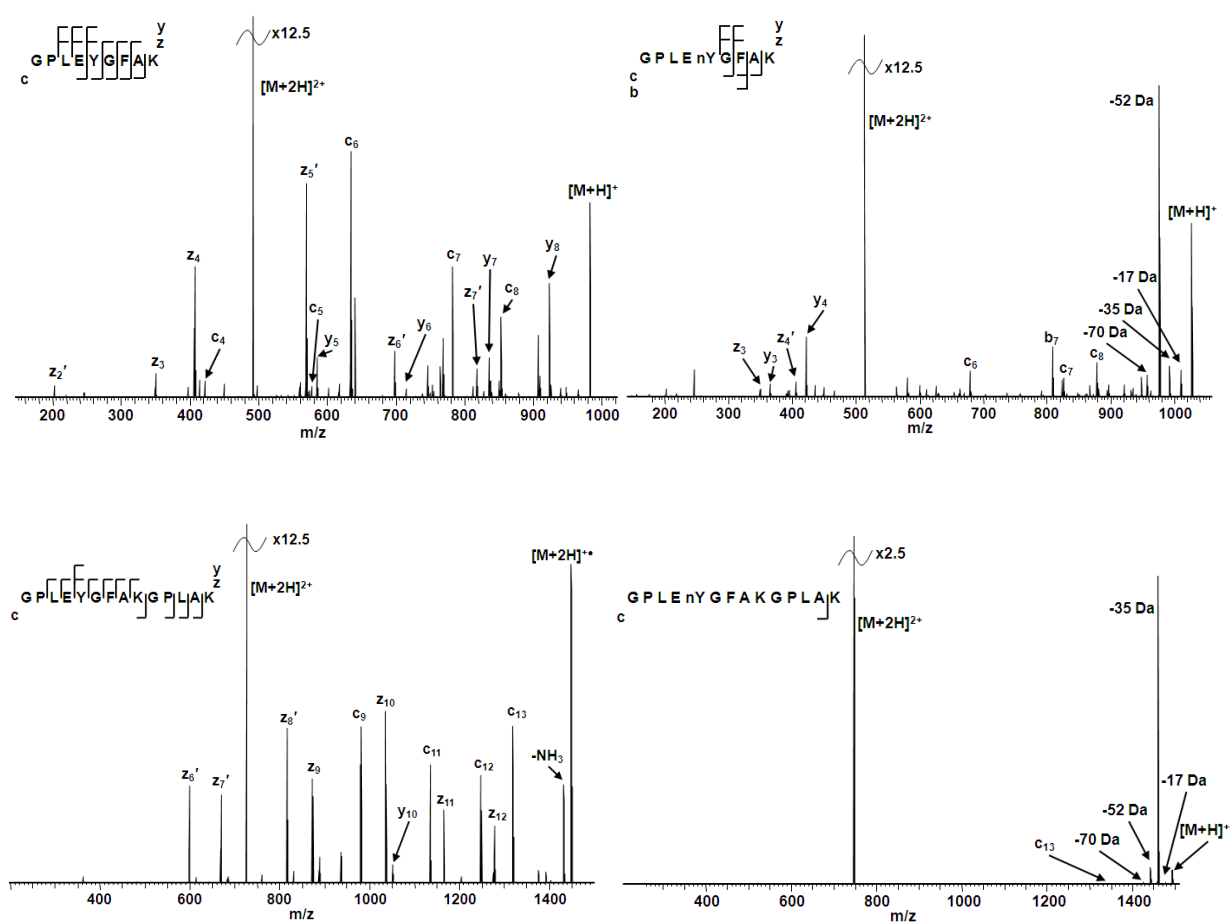 y
z
G P L E Y G F A K
c
x12.5
[M+2H]²⁺
c₆
z₅′
[M+H]⁺
z₄
c₇
y₇
y₈
z₇′
c₈
z₂′
z₃
c₄
c₅
y₅
z₆′
y₆
200 300 400 500 600 700 800 900 1000
m/z
y
z
G P L E nY G F A K
c
b
x12.5
[M+2H]²⁺
-52 Da
[M+H]⁺
-17 Da
-35 Da
-70 Da
y₄
z₃
y₃
z₄′
c₆
b₇
c₇
c₈
200 300 400 500 600 700 800 900 1000
m/z
y
z
G P L E Y G F A K G P L A K
c
x12.5
[M+2H]²⁺
[M+2H]⁺•
z₈′
c₉
z₁₀
c₁₃
-NH₃
z₆′
z₇′
z₉
c₁₁
c₁₂
y₁₀
z₁₁
z₁₂
400 600 800 1000 1200 1400
m/z
G P L E nY G F A K G P L A K
c
x2.5
[M+2H]²⁺
-35 Da
-17 Da
-52 Da
[M+H]⁺
c₁₃
-70 Da
400 600 800 1000 1200 1400
m/z